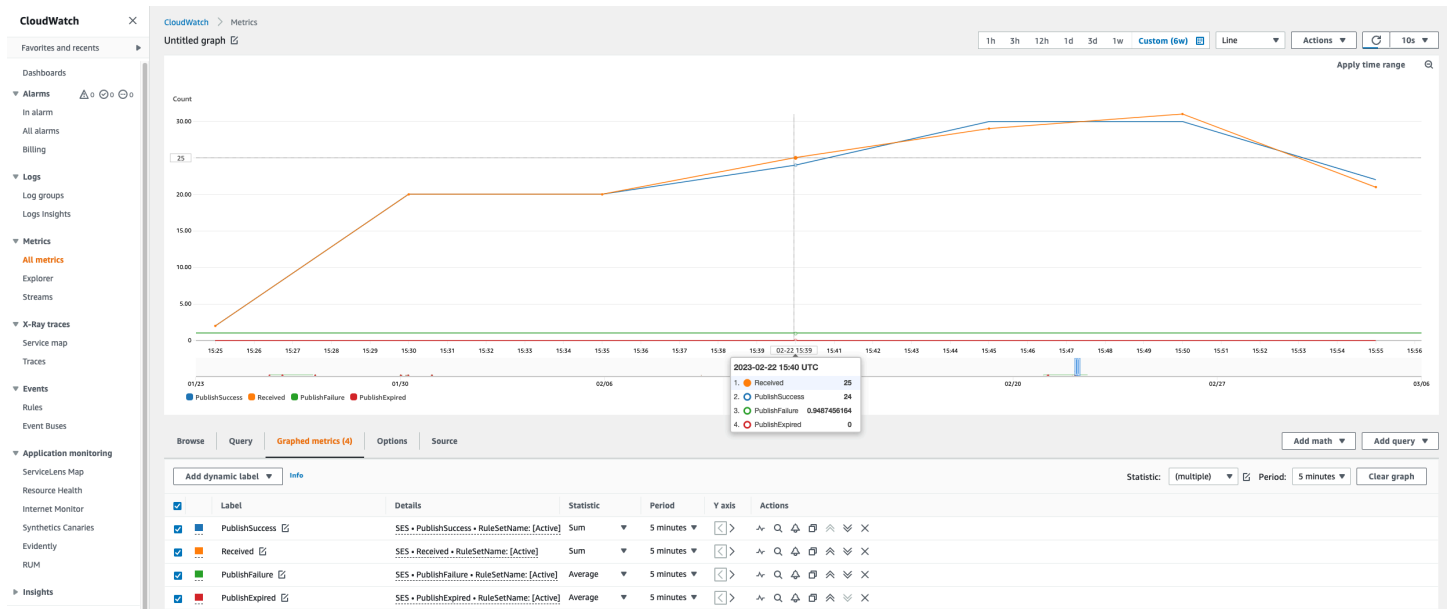 CloudWatch
Favorites and recents
Dashboards
Alarms 0 0 0
In alarm
All alarms
Billing
Logs
Log groups
Logs Insights
Metrics
All metrics
Explorer
Streams
X-Ray traces
Service map
Traces
Events
Rules
Event Buses
Application monitoring
ServiceLens Map
Resource Health
Internet Monitor
Synthetics Canaries
Evidently
RUM
Insights
CloudWatch > Metrics
Untitled graph
1h 3h 12h 1d 3d 1w Custom (6w) Line Actions 10s
Apply time range
Count
30.00
25
20.00
15.00
10.00
5.00
0
15:25 15:26 15:27 15:28 15:29 15:30 15:31 15:32 15:33 15:34 15:35 15:36 15:37 15:38 15:39 02-22 15:39 15:41 15:42 15:43 15:44 15:45 15:46 15:47 15:48 15:49 15:50 15:51 15:52 15:53 15:54 15:55 15:56
01/23 01/30 02/06 02/20 02/27 03/06
PublishSuccess Received PublishFailure PublishExpired
2023-02-22 15:40 UTC
1. Received 25
2. PublishSuccess 24
3. PublishFailure 0.9487456164
4. PublishExpired 0
Browse Query Graphed metrics (4) Options Source Add math Add query
Add dynamic label Info Statistic: (multiple) Period: 5 minutes Clear graph
Label Details Statistic Period Y axis Actions
PublishSuccess SES • PublishSuccess • RuleSetName: [Active] Sum 5 minutes
Received SES • Received • RuleSetName: [Active] Sum 5 minutes
PublishFailure SES • PublishFailure • RuleSetName: [Active] Average 5 minutes
PublishExpired SES • PublishExpired • RuleSetName: [Active] Average 5 minutes